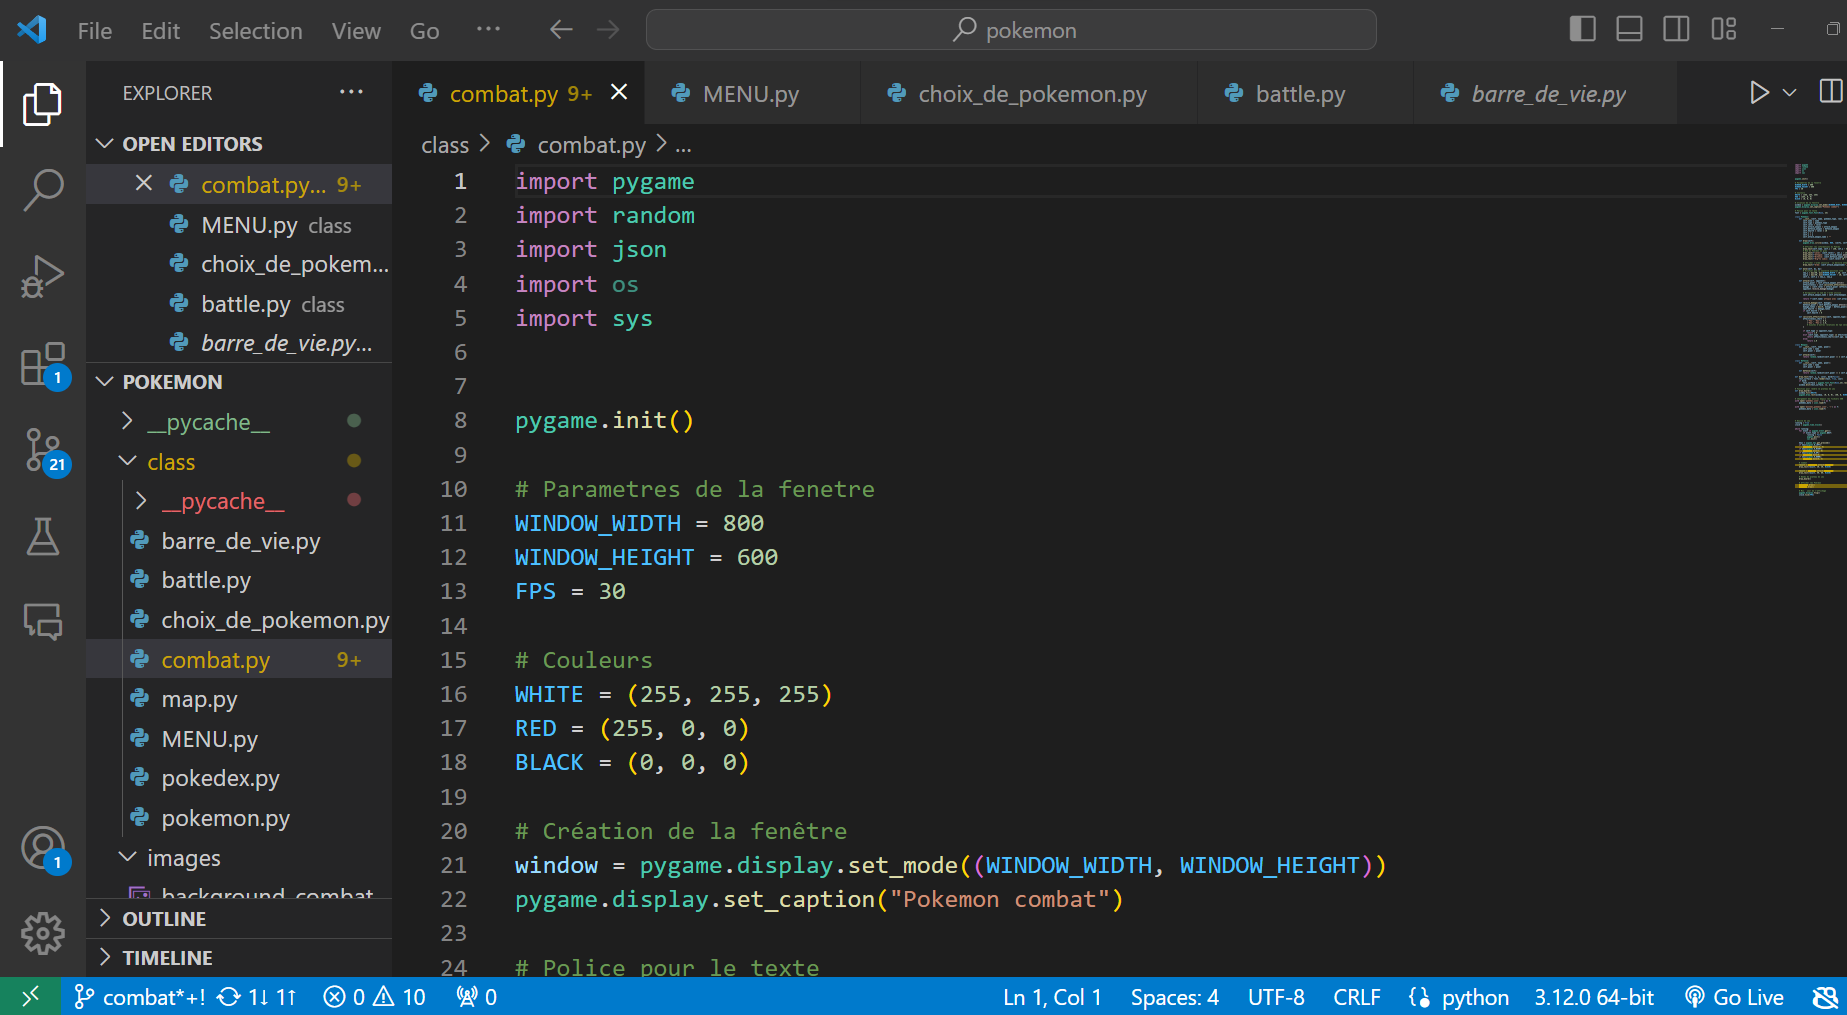 File Edit Selection View Go ··· pokemon
EXPLORER ···
OPEN EDITORS
combat.py... 9+
MENU.py class
choix_de_pokem...
battle.py class
barre_de_vie.py...
POKEMON
__pycache__
class
__pycache__
barre_de_vie.py
battle.py
choix_de_pokemon.py
combat.py 9+
map.py
MENU.py
pokedex.py
pokemon.py
images
background_combat
OUTLINE
TIMELINE
1
21
1
combat.py 9+ MENU.py choix_de_pokemon.py battle.py barre_de_vie.py
class > combat.py > ...
1 import pygame
2 import random
3 import json
4 import os
5 import sys
6
7
8 pygame.init()
9
10 # Parametres de la fenetre
11 WINDOW_WIDTH = 800
12 WINDOW_HEIGHT = 600
13 FPS = 30
14
15 # Couleurs
16 WHITE = (255, 255, 255)
17 RED = (255, 0, 0)
18 BLACK = (0, 0, 0)
19
20 # Création de la fenêtre
21 window = pygame.display.set_mode((WINDOW_WIDTH, WINDOW_HEIGHT))
22 pygame.display.set_caption("Pokemon combat")
23
24 # Police pour le texte
combat*+! 1↓ 1↑ 0 10 0 Ln 1, Col 1 Spaces: 4 UTF-8 CRLF python 3.12.0 64-bit Go Live